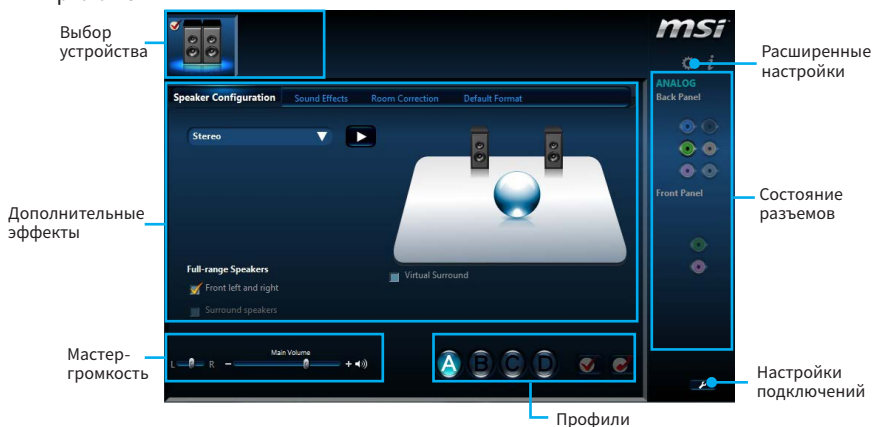 Выбор
устройства
msi
Расширенные
настройки
ANALOG
Back Panel
Speaker Configuration
Sound Effects
Room Correction
Default Format
Stereo
Дополнительные
эффекты
Front Panel
Состояние
разъемов
Full-range Speakers
Front left and right
Surround speakers
Virtual Surround
Мастер-
громкость
Main Volume
L
R
A
B
C
D
Настройки
подключений
Профили